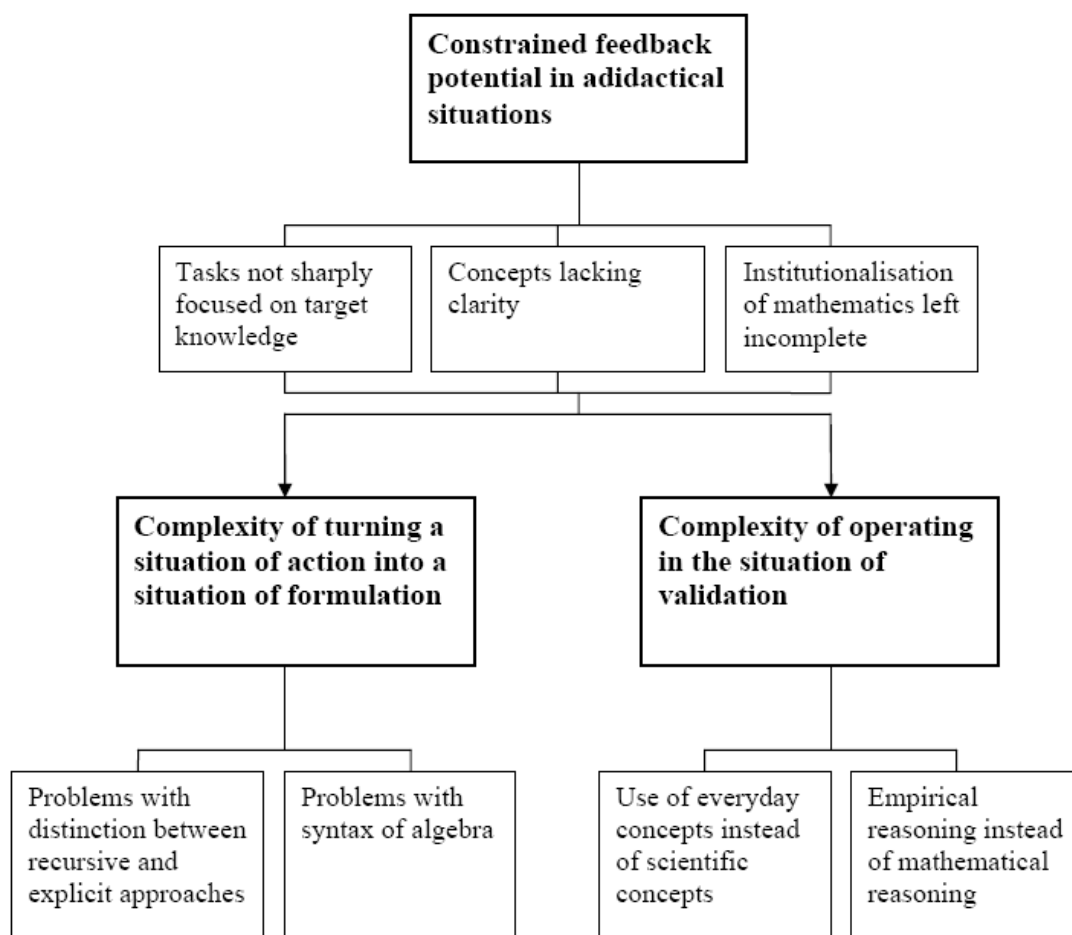 Constrained feedback
potential in adidactical
situations
Tasks not sharply
focused on target
knowledge
Concepts lacking
clarity
Institutionalisation
of mathematics left
incomplete
Complexity of turning a
situation of action into a
situation of formulation
Complexity of operating
in the situation of
validation
Problems with
distinction between
recursive and
explicit approaches
Problems with
syntax of algebra
Use of everyday
concepts instead
of scientific
concepts
Empirical
reasoning instead
of mathematical
reasoning